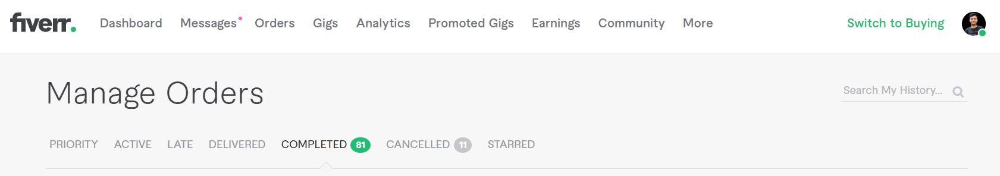 fiverr. Dashboard Messages Orders Gigs Analytics Promoted Gigs Earnings Community More Switch to Buying
Manage Orders Search My History...
PRIORITY ACTIVE LATE DELIVERED COMPLETED 81 CANCELLED 11 STARRED